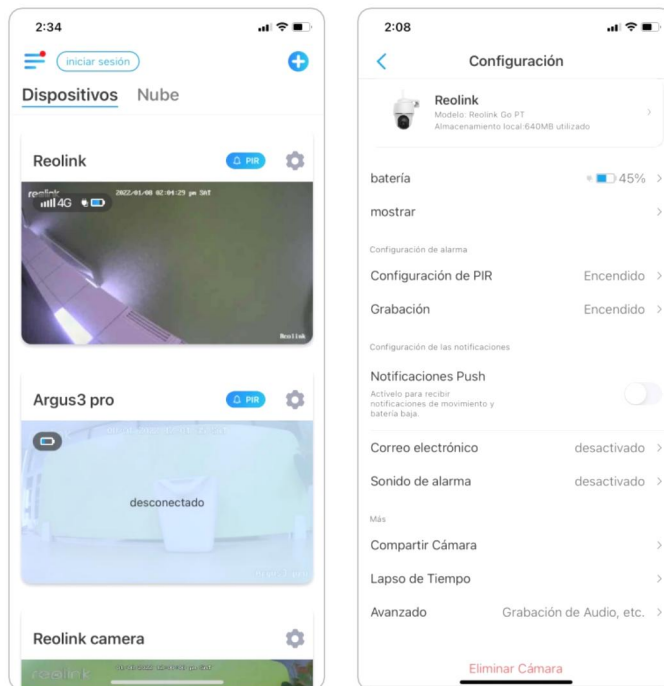 2:34
iniciar sesión
Dispositivos Nube
Reolink
PIR
reolink 2022/01/08 02:04:29 pm SAT
4G
Reolink
Argus3 pro
PIR
desconectado
Reolink camera
reolink
2:08
Configuración
Reolink
Modelo: Reolink Go PT
Almacenamiento local:640MB utilizado
batería 45%
mostrar
Configuración de alarma
Configuración de PIR Encendido
Grabación Encendido
Configuración de las notificaciones
Notificaciones Push
Actívelo para recibir
notificaciones de movimiento y
batería baja.
Correo electrónico desactivado
Sonido de alarma desactivado
Más
Compartir Cámara
Lapso de Tiempo
Avanzado Grabación de Audio, etc.
Eliminar Cámara